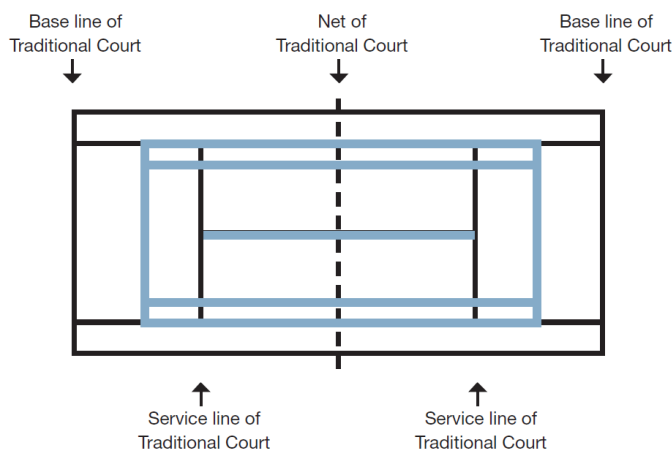 Base line of
Traditional Court
Net of
Traditional Court
Base line of
Traditional Court
Service line of
Traditional Court
Service line of
Traditional Court